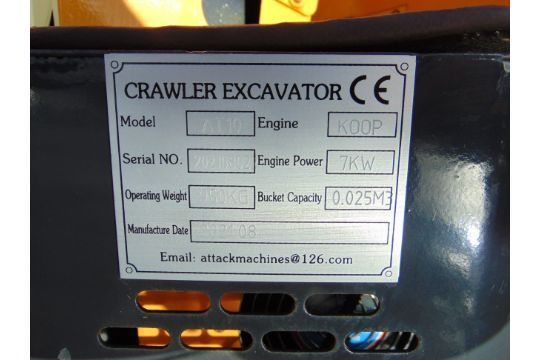 CRAWLER EXCAVATOR CE
Model AT10 Engine KOOP
Serial NO. Engine Power 7KW
Operating Weight Bucket Capacity 0.025M3
Manufacture Date
Email: attackmachines@126.com